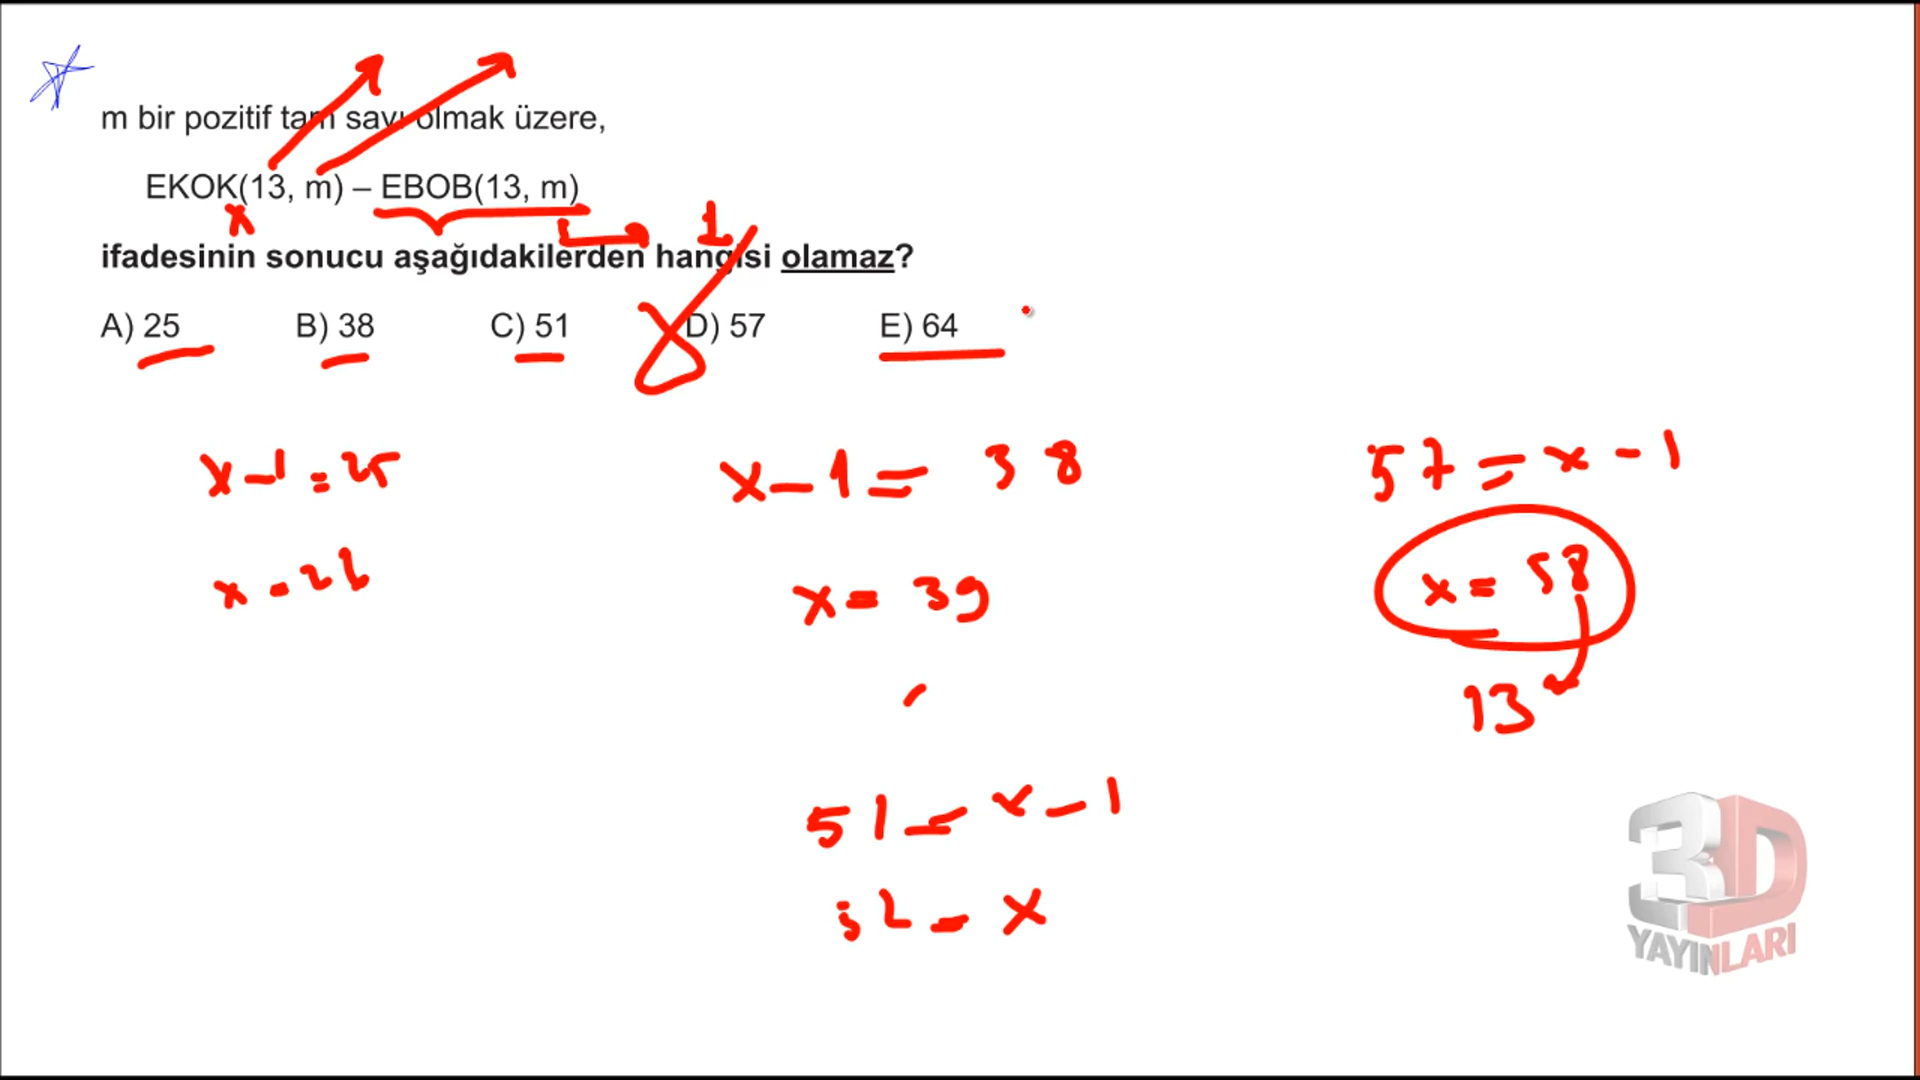 m bir pozitif tam sayı olmak üzere,
EKOK(13, m) – EBOB(13, m)
x
1
ifadesinin sonucu aşağıdakilerden hangisi olamaz?
A) 25 B) 38 C) 51 D) 57 E) 64
x – 1 = 25 x – 1 = 38 57 = x – 1
x = 26 x = 39 x = 58
13
51 = x – 1
52 = x
3D
YAYINLARI